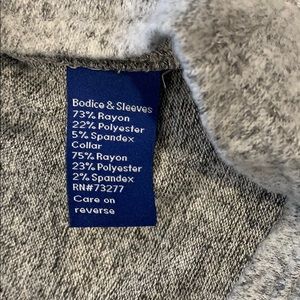 Bodice & Sleeves
73% Rayon
22% Polyester
5% Spandex
Collar
75% Rayon
23% Polyester
2% Spandex
RN#73277
Care on
reverse